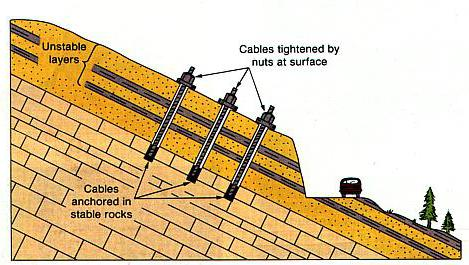 Unstable
layers
Cables tightened by
nuts at surface
Cables
anchored in
stable rocks